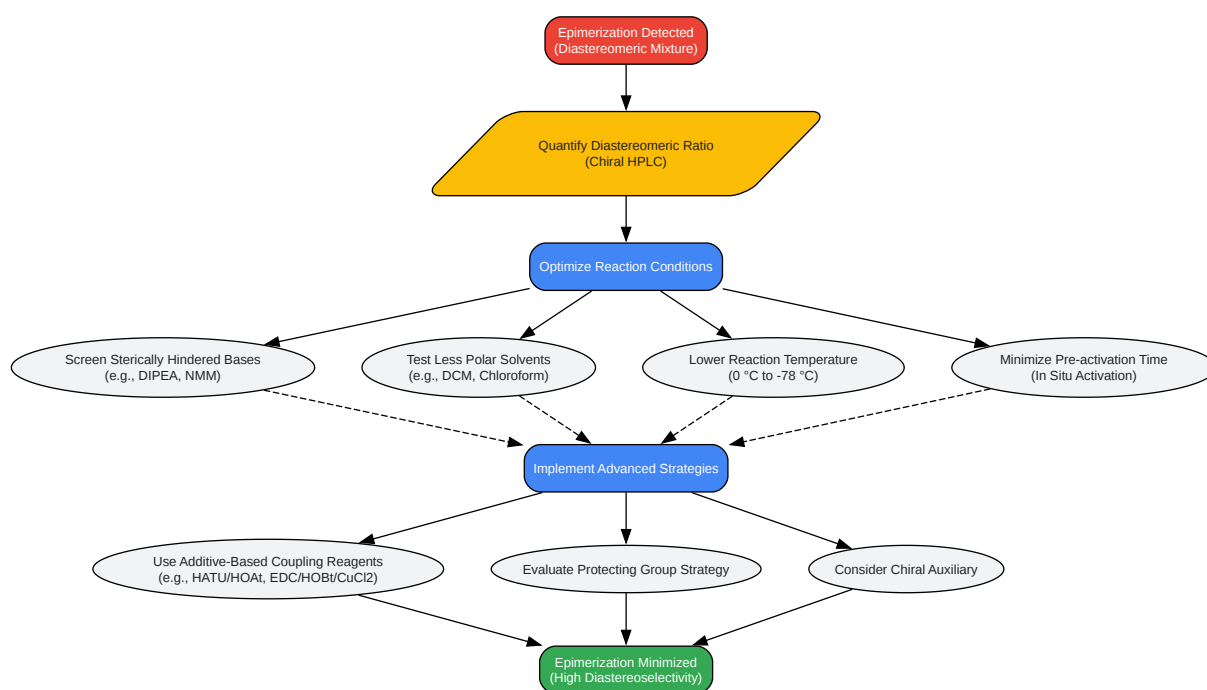 Epimerization Detected
(Diastereomeric Mixture)
Quantify Diastereomeric Ratio
(Chiral HPLC)
Optimize Reaction Conditions
Screen Sterically Hindered Bases
(e.g., DIPEA, NMM)
Test Less Polar Solvents
(e.g., DCM, Chloroform)
Lower Reaction Temperature
(0 °C to -78 °C)
Minimize Pre-activation Time
(In Situ Activation)
Implement Advanced Strategies
Use Additive-Based Coupling Reagents
(e.g., HATU/HOAt, EDC/HOBt/CuCl2)
Evaluate Protecting Group Strategy
Consider Chiral Auxiliary
Epimerization Minimized
(High Diastereoselectivity)